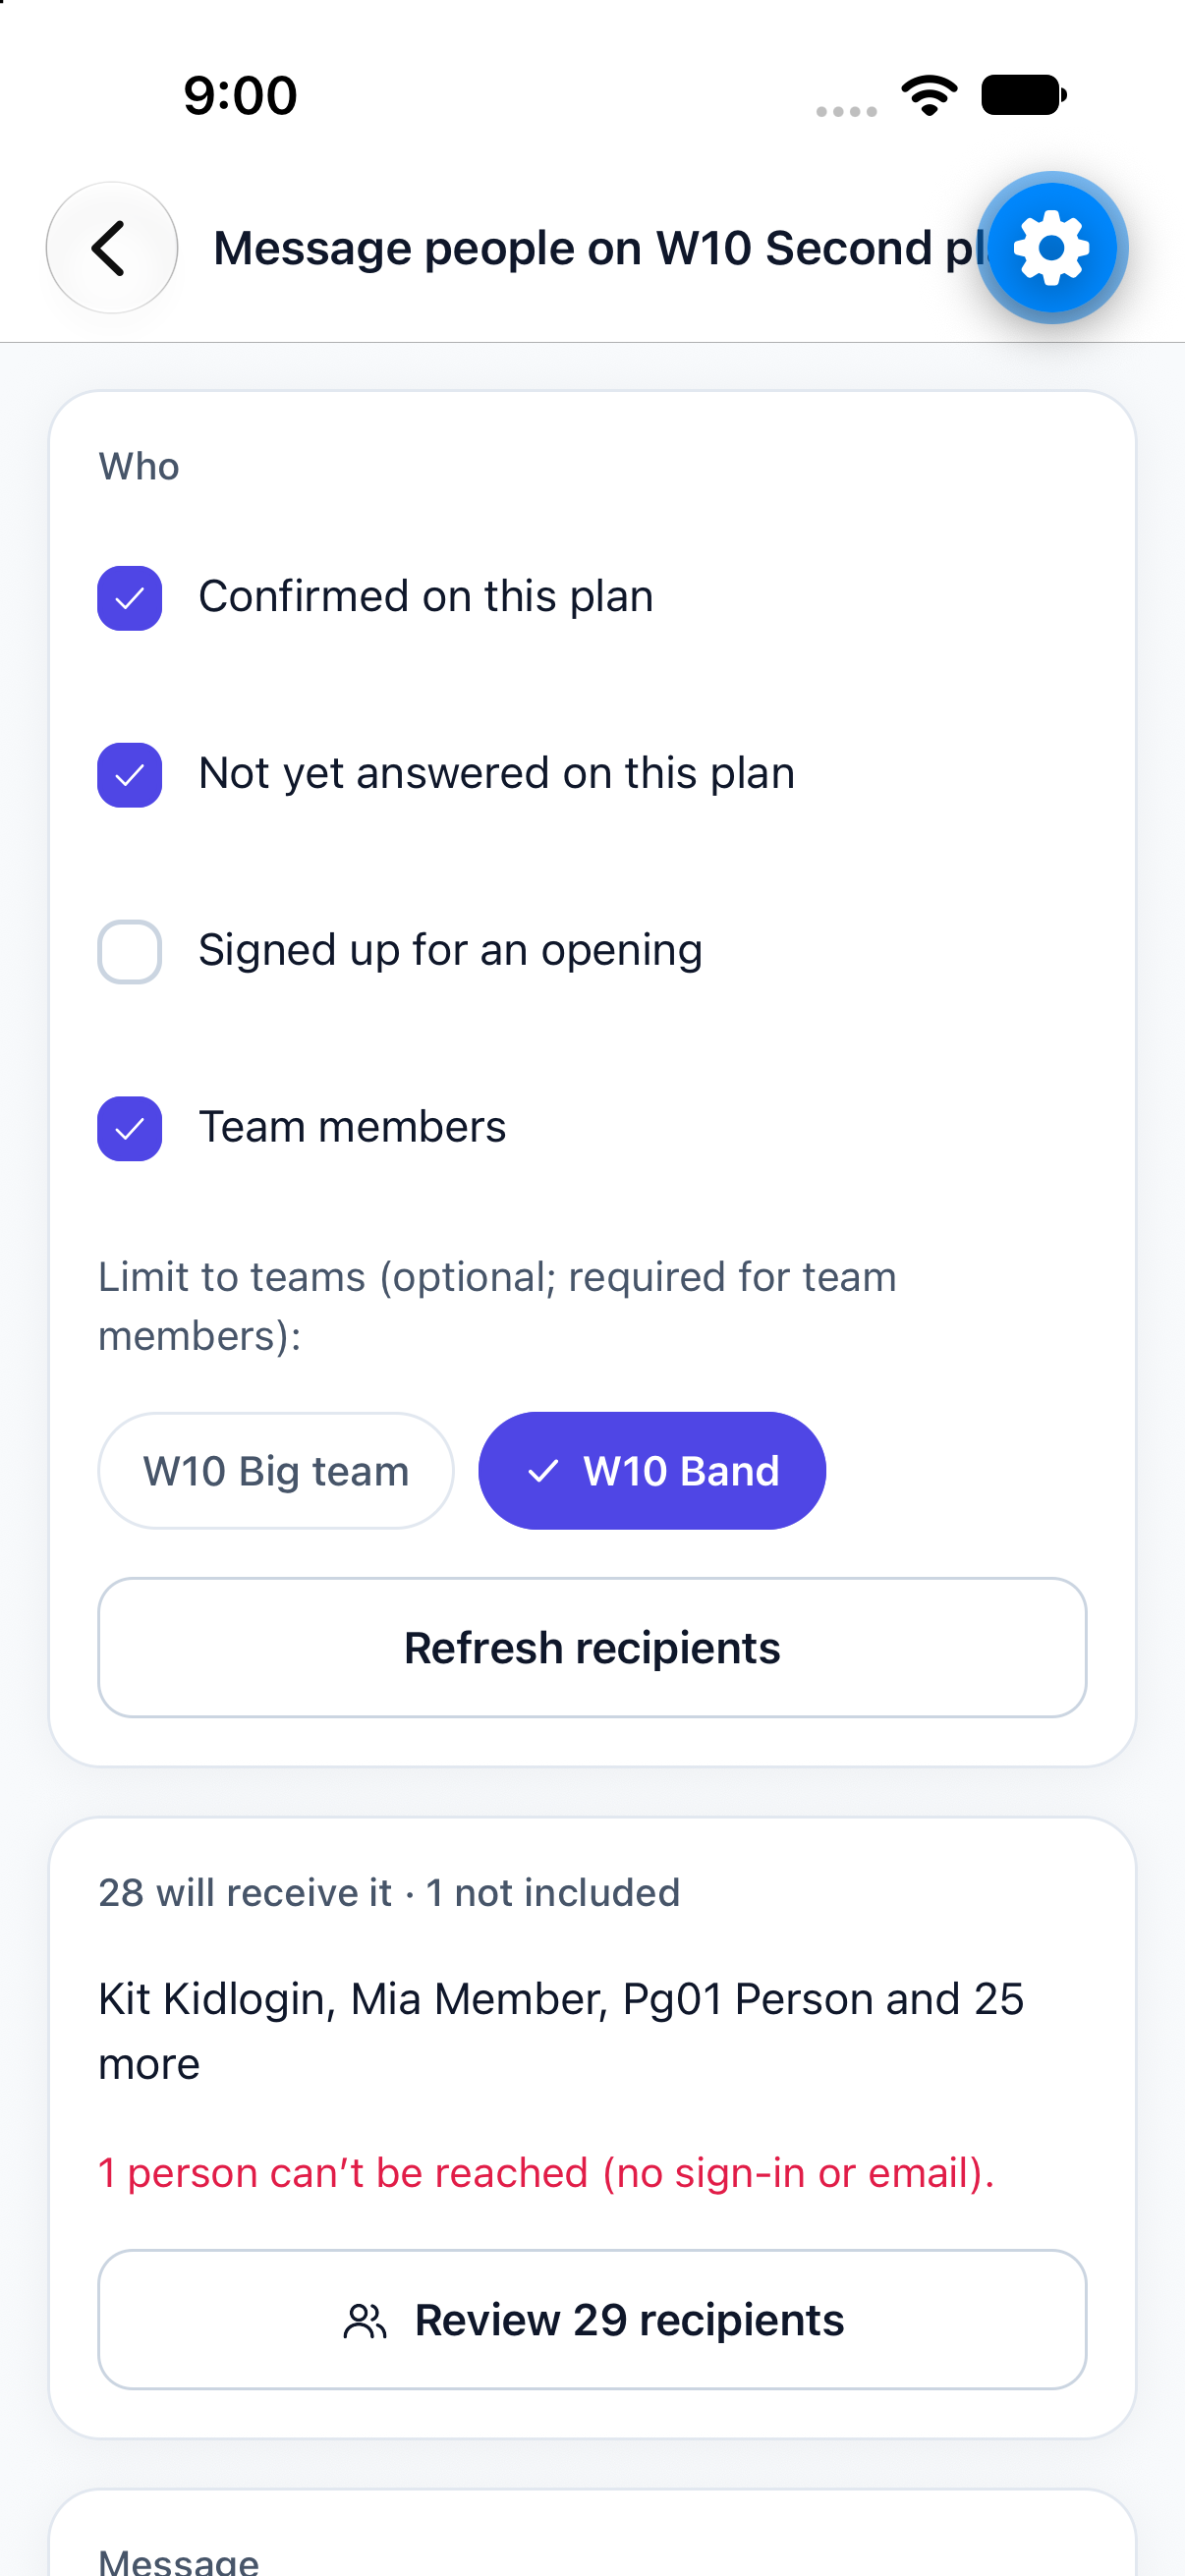 9:00
Message people on W10 Second
Who
Confirmed on this plan
Not yet answered on this plan
Signed up for an opening
Team members
Limit to teams (optional; required for team
members):
W10 Big team
W10 Band
Refresh recipients
28 will receive it · 1 not included
Kit Kidlogin, Mia Member, Pg01 Person and 25
more
1 person can’t be reached (no sign-in or email).
Review 29 recipients
Message